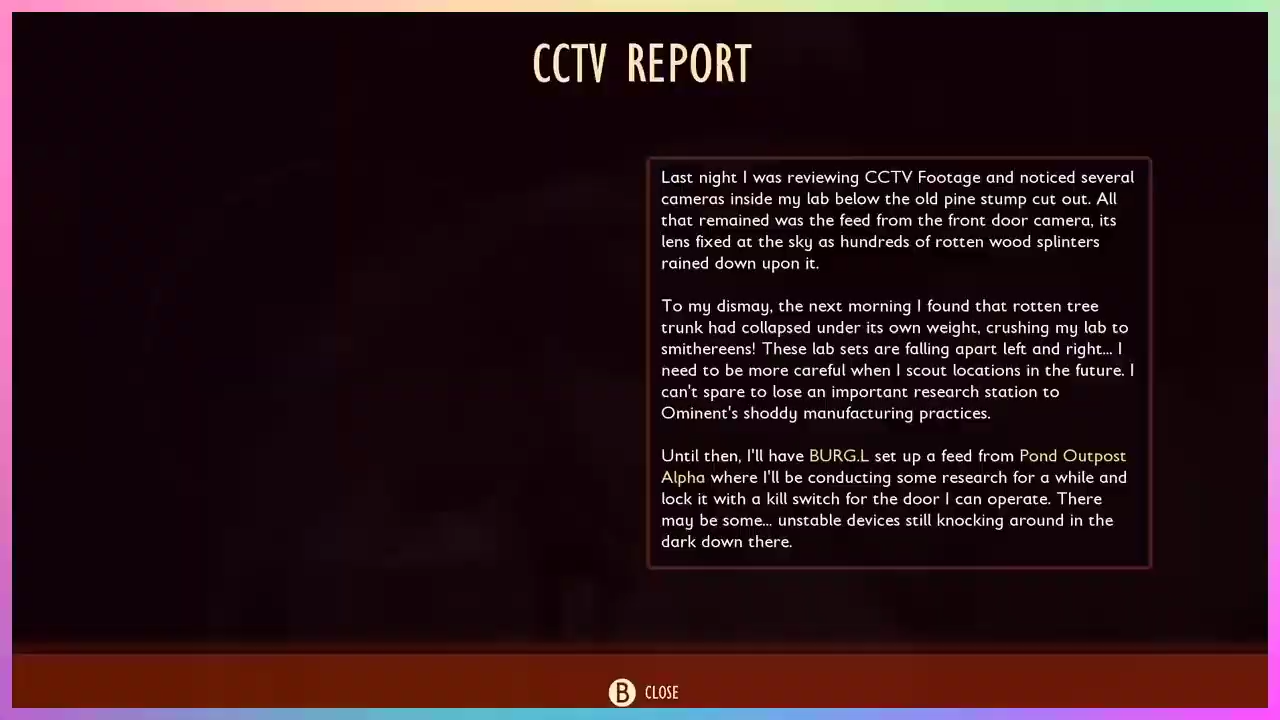 CCTV REPORT
Last night I was reviewing CCTV Footage and noticed several
cameras inside my lab below the old pine stump cut out. All
that remained was the feed from the front door camera, its
lens fixed at the sky as hundreds of rotten wood splinters
rained down upon it.
To my dismay, the next morning I found that rotten tree
trunk had collapsed under its own weight, crushing my lab to
smithereens! These lab sets are falling apart left and right... I
need to be more careful when I scout locations in the future. I
can't spare to lose an important research station to
Ominent's shoddy manufacturing practices.
Until then, I'll have BURG.L set up a feed from Pond Outpost
Alpha where I'll be conducting some research for a while and
lock it with a kill switch for the door I can operate. There
may be some... unstable devices still knocking around in the
dark down there.
B CLOSE